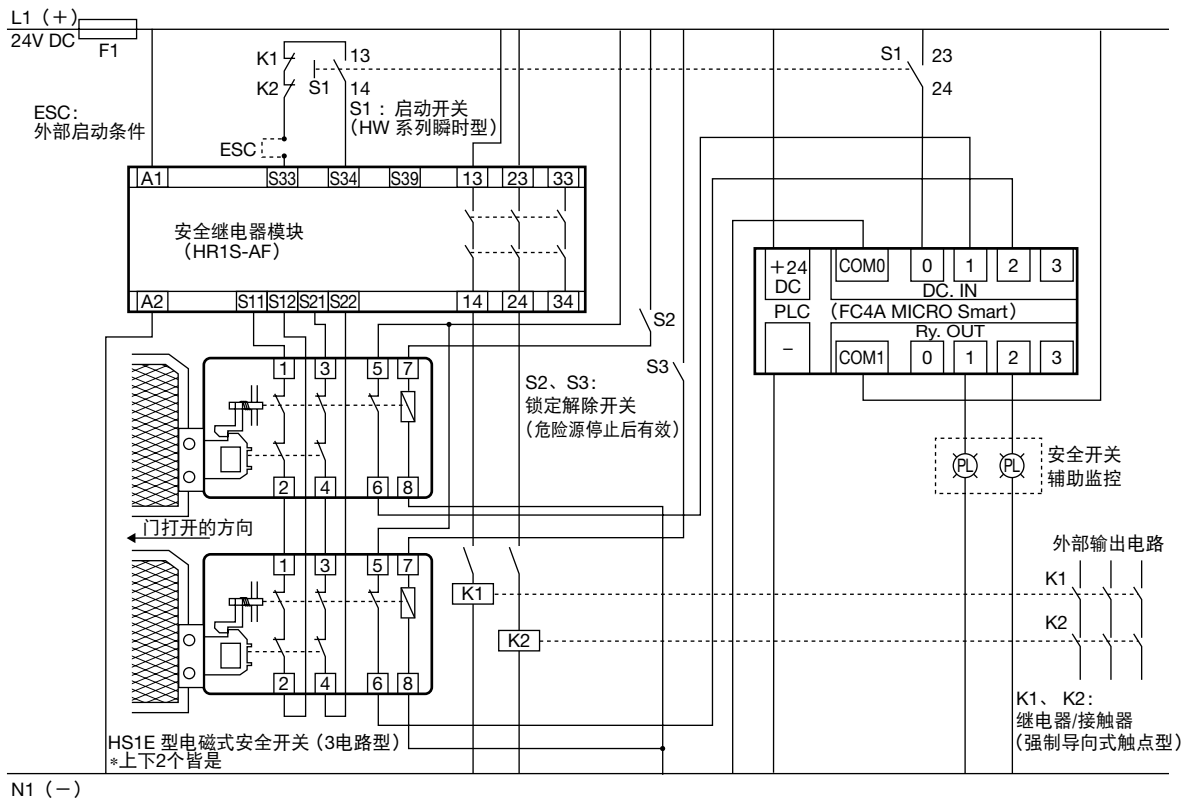 L1（＋）
24V DC
F1
K1
K2
S1
13
14
S1
23
24
ESC：
外部启动条件
S1 ： 启动开关
（HW 系列瞬时型）
ESC
A1 S33 S34 S39 13 23 33
安全继电器模块
（HR1S-AF）
A2 S11 S12 S21 S22 14 24 34
＋24
DC
COM0 0 1 2 3
DC. IN
PLC （FC4A MICRO Smart）
Ry. OUT
－
COM1 0 1 2 3
S2
S3
S2、S3：
锁定解除开关
（危险源停止后有效）
1 3 5 7
2 4 6 8
PL PL
安全开关
辅助监控
门打开的方向
1 3 5 7
2 4 6 8
K1
K2
外部输出电路
K1
K2
K1、 K2：
继电器/接触器
（强制导向式触点型）
HS1E 型电磁式安全开关（3电路型）
*上下2个皆是
N1（－）